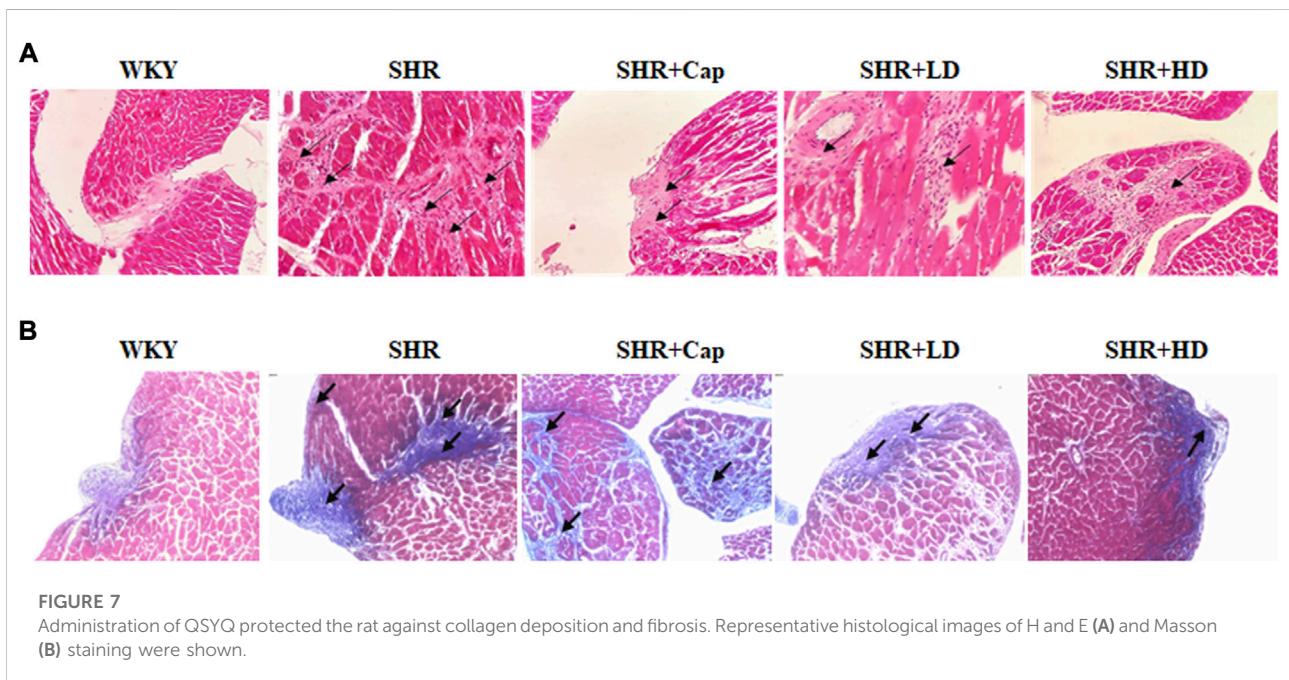 A
WKY SHR SHR+Cap SHR+LD SHR+HD
B
WKY SHR SHR+Cap SHR+LD SHR+HD
FIGURE 7
Administration of QSYQ protected the rat against collagen deposition and fibrosis. Representative histological images of H and E (A) and Masson
(B) staining were shown.